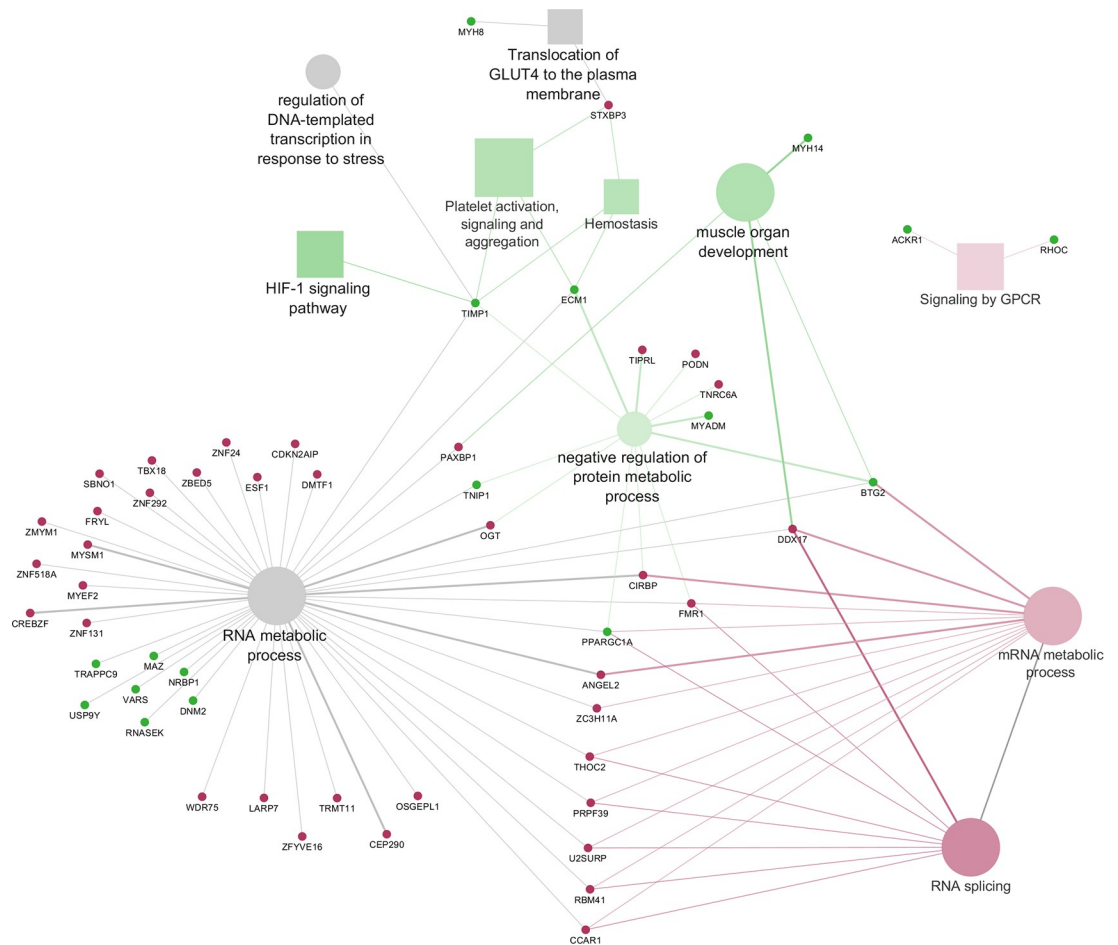 MYH8
Translocation of
GLUT4 to the plasma
membrane
regulation of
DNA-templated
transcription in
response to stress
STXBP3
MYH14
Platelet activation,
signaling and
aggregation
Hemostasis
muscle organ
development
ACKR1
RHOC
Signaling by GPCR
HIF-1 signaling
pathway
TIMP1
ECM1
TIPRL
PODN
TNRC6A
MYADM
negative regulation of
protein metabolic
process
PAXBP1
TNIP1
OGT
BTG2
DDX17
ZNF24
CDKN2AIP
TBX18
ZBED5
ESF1
DMTF1
SBNO1
ZNF292
FRYL
ZMYM1
MYSM1
ZNF518A
MYEF2
CREBZF
ZNF131
RNA metabolic
process
CIRBP
FMR1
PPARGC1A
mRNA metabolic
process
TRAPPC9
MAZ
NRBP1
VARS
USP9Y
DNM2
RNASEK
ANGEL2
ZC3H11A
THOC2
PRPF39
U2SURP
RBM41
CCAR1
RNA splicing
WDR75
LARP7
TRMT11
OSGEPL1
ZFYVE16
CEP290